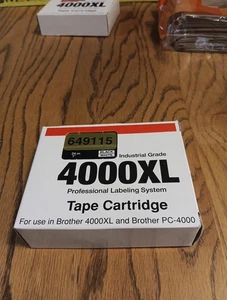 4000XL
649115
Industrial Grade
4000XL
Professional Labeling System
Tape Cartridge
For use in Brother 4000XL and Brother PC-4000